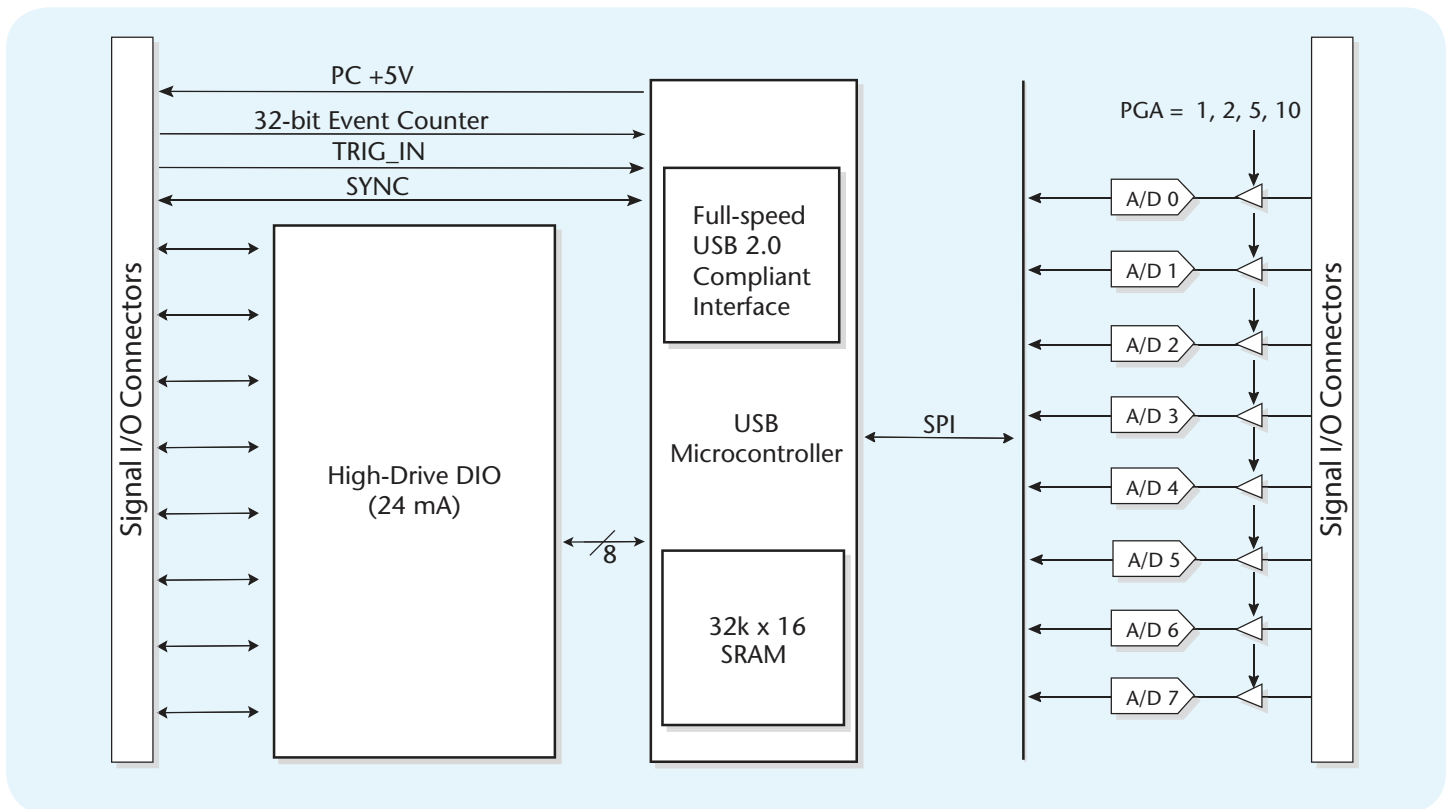 Signal I/O Connectors
PC +5V
32-bit Event Counter
TRIG_IN
SYNC
High-Drive DIO
(24 mA)
8
Full-speed
USB 2.0
Compliant
Interface
USB
Microcontroller
32k x 16
SRAM
SPI
PGA = 1, 2, 5, 10
A/D 0
A/D 1
A/D 2
A/D 3
A/D 4
A/D 5
A/D 6
A/D 7
Signal I/O Connectors